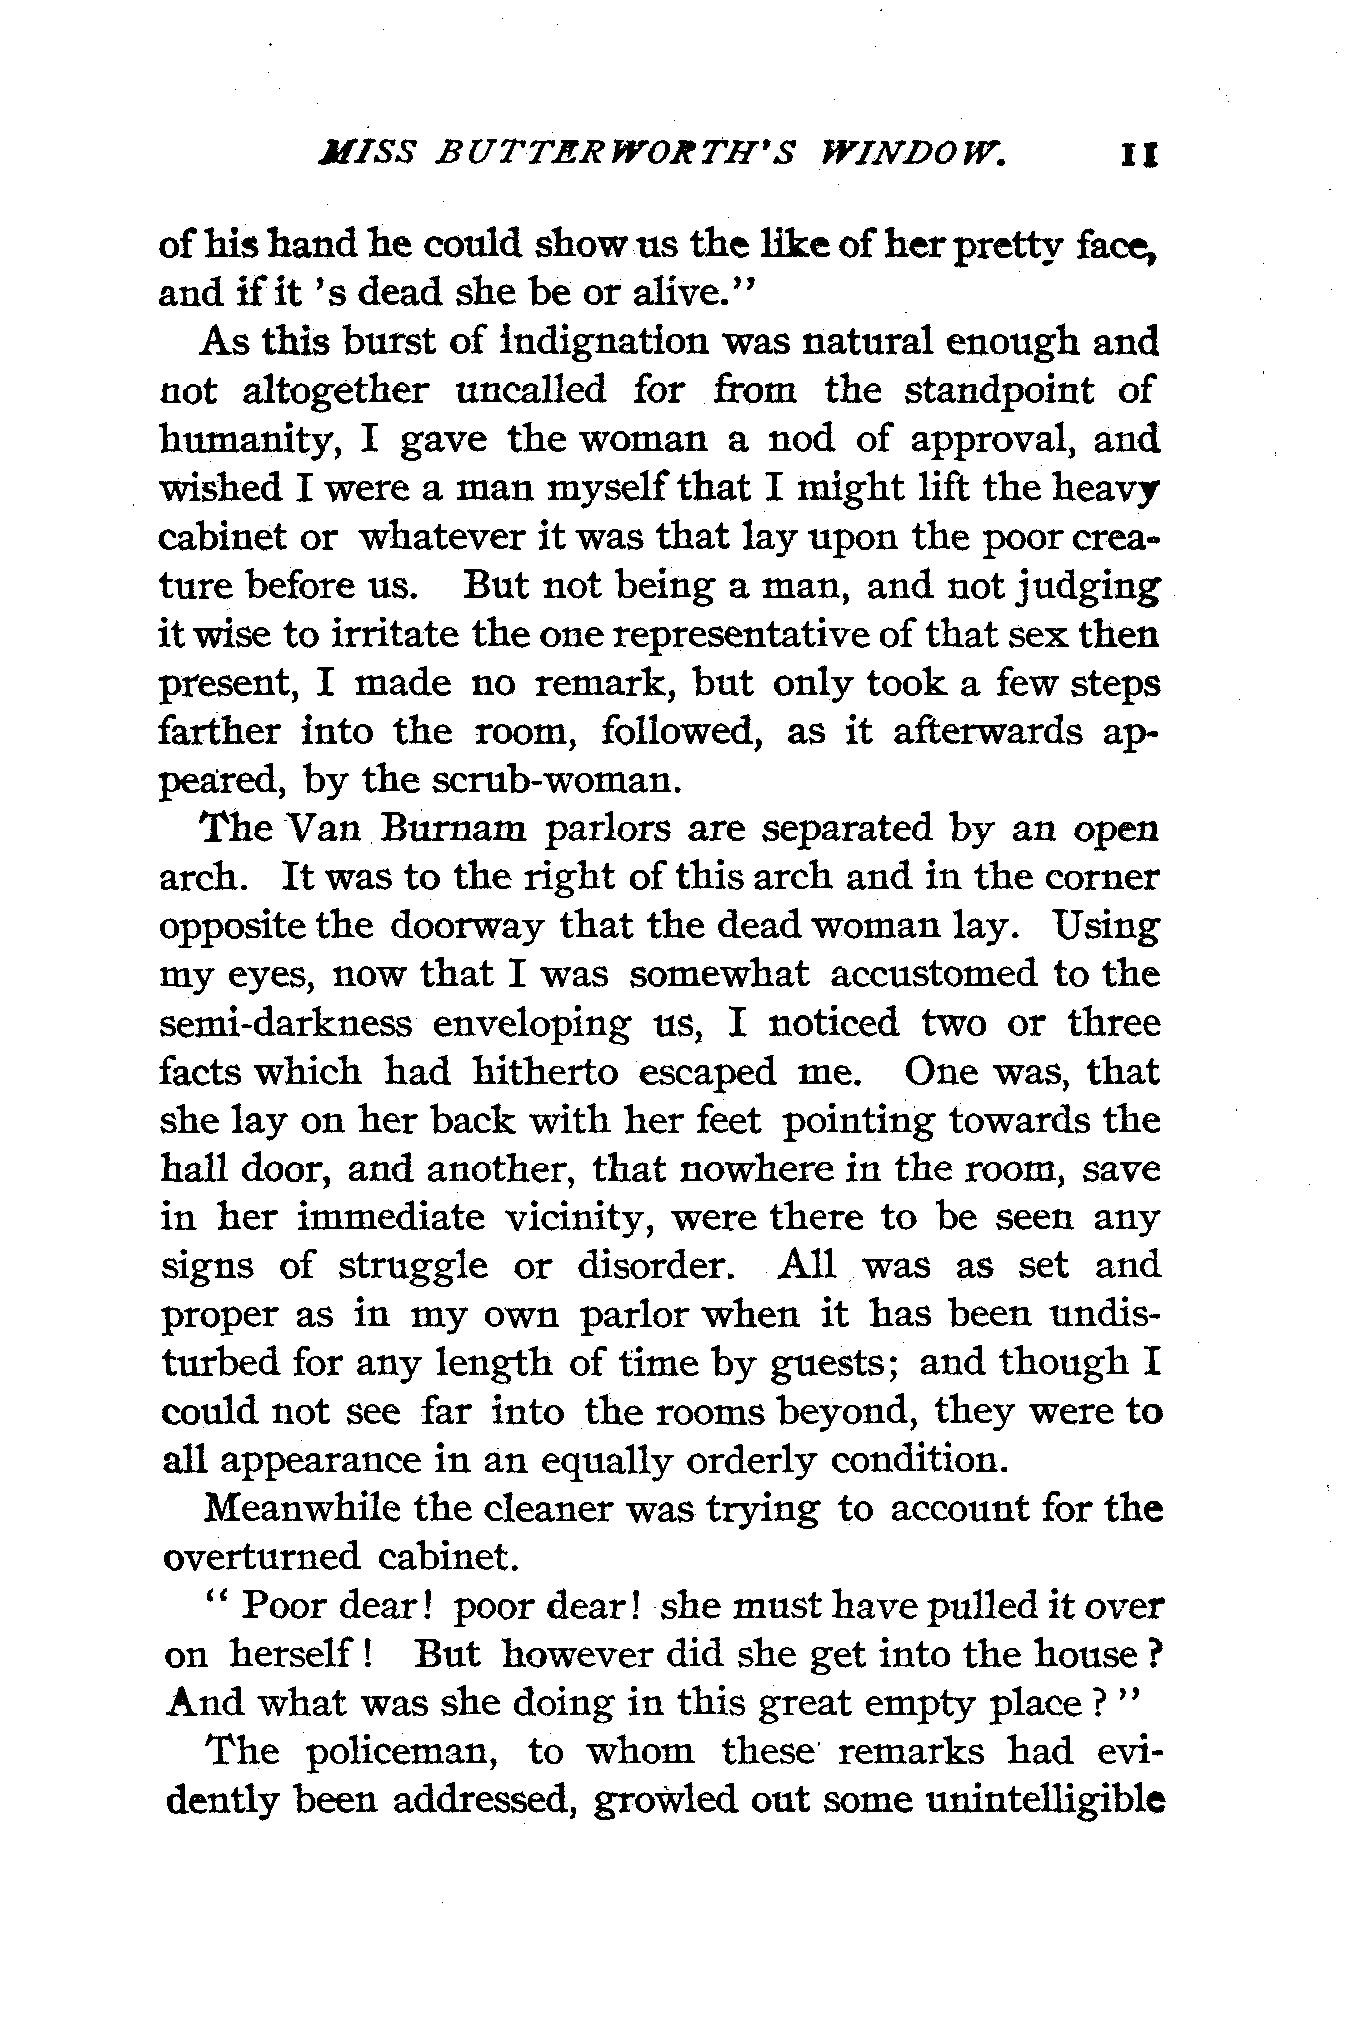 MISS BUTTERWORTH'S WINDOW. 11
of his hand he could show us the like of her pretty face,
and if it 's dead she be or alive."
As this burst of indignation was natural enough and
not altogether uncalled for from the standpoint of
humanity, I gave the woman a nod of approval, and
wished I were a man myself that I might lift the heavy
cabinet or whatever it was that lay upon the poor crea-
ture before us. But not being a man, and not judging
it wise to irritate the one representative of that sex then
present, I made no remark, but only took a few steps
farther into the room, followed, as it afterwards ap-
peared, by the scrub-woman.
The Van Burnam parlors are separated by an open
arch. It was to the right of this arch and in the corner
opposite the doorway that the dead woman lay. Using
my eyes, now that I was somewhat accustomed to the
semi-darkness enveloping us, I noticed two or three
facts which had hitherto escaped me. One was, that
she lay on her back with her feet pointing towards the
hall door, and another, that nowhere in the room, save
in her immediate vicinity, were there to be seen any
signs of struggle or disorder. All was as set and
proper as in my own parlor when it has been undis-
turbed for any length of time by guests; and though I
could not see far into the rooms beyond, they were to
all appearance in an equally orderly condition.
Meanwhile the cleaner was trying to account for the
overturned cabinet.
" Poor dear! poor dear! she must have pulled it over
on herself ! But however did she get into the house ?
And what was she doing in this great empty place ? "
The policeman, to whom these remarks had evi-
dently been addressed, growled out some unintelligible